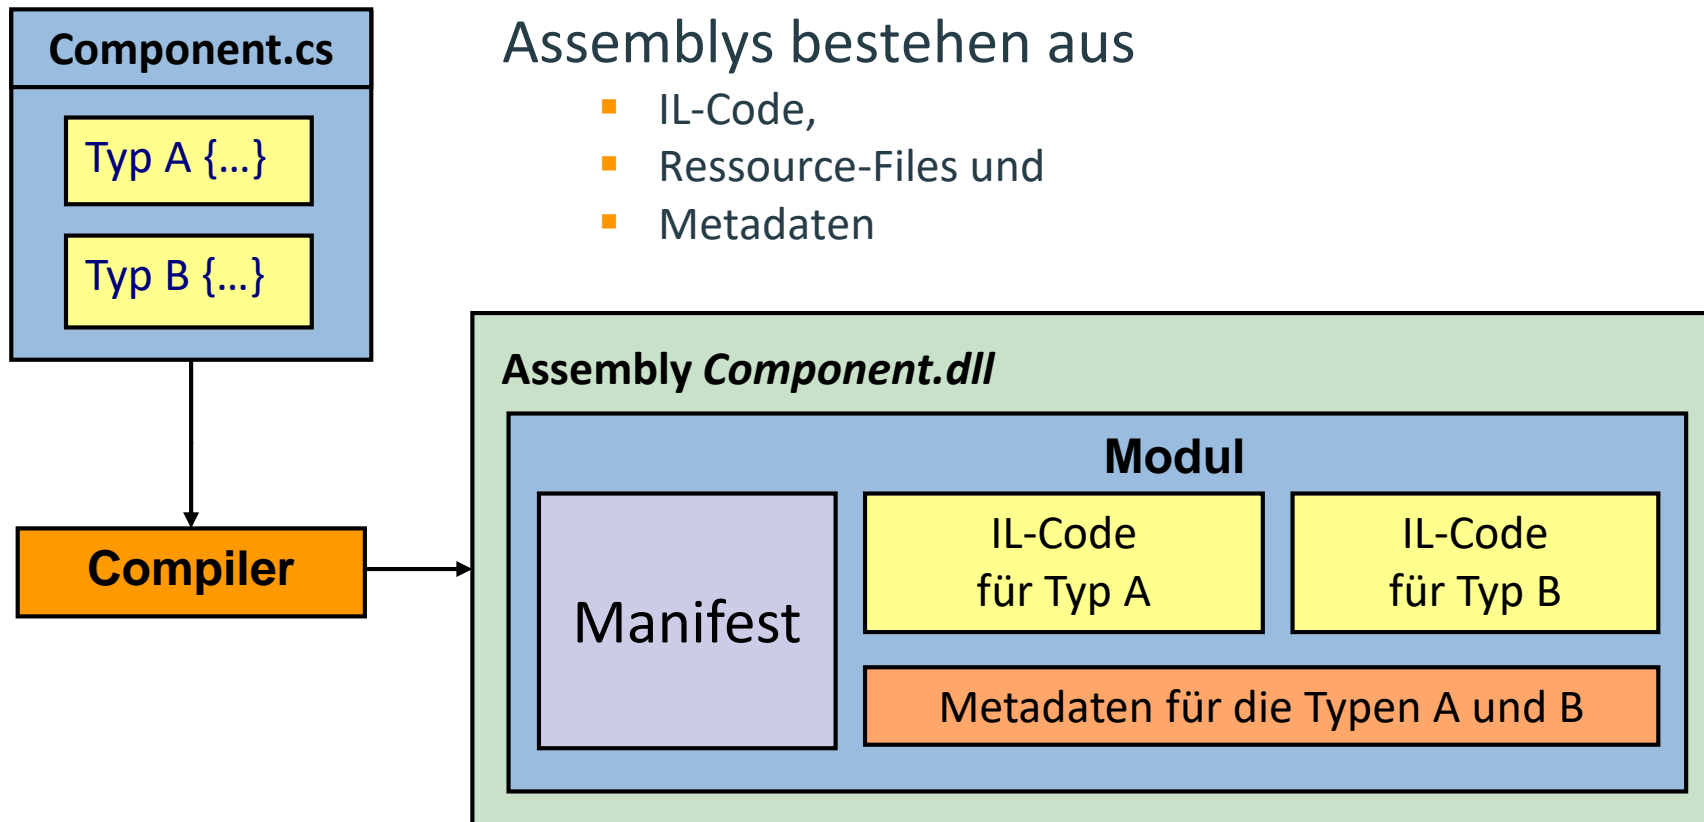 Component.cs
Typ A {…}
Typ B {…}
Assemblys bestehen aus
IL-Code,
Ressource-Files und
Metadaten
Compiler
Assembly Component.dll
Modul
Manifest
IL-Code
für Typ A
IL-Code
für Typ B
Metadaten für die Typen A und B